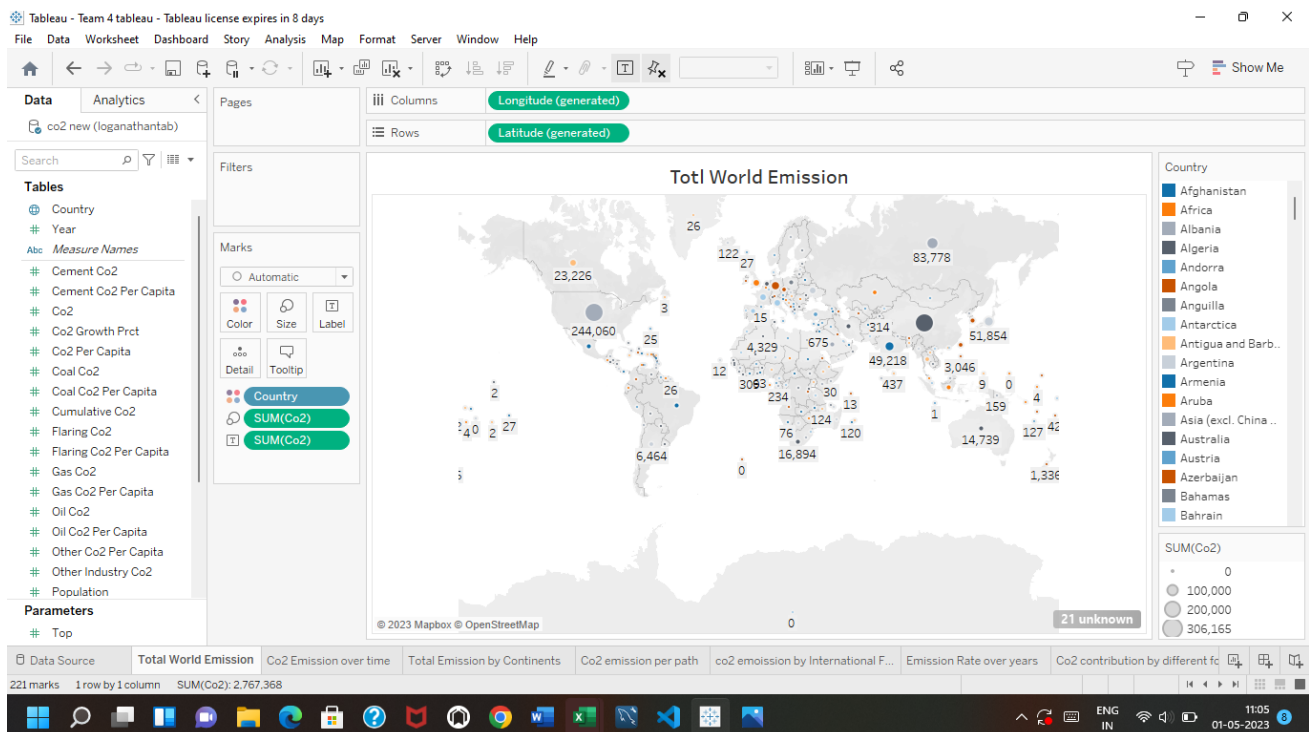 Tableau - Team 4 tableau - Tableau license expires in 8 days
File Data Worksheet Dashboard Story Analysis Map Format Server Window Help
Show Me
Data Analytics
co2 new (loganathantab)
Search
Tables
Country
# Year
Abc Measure Names
# Cement Co2
# Cement Co2 Per Capita
# Co2
# Co2 Growth Prct
# Co2 Per Capita
# Coal Co2
# Coal Co2 Per Capita
# Cumulative Co2
# Flaring Co2
# Flaring Co2 Per Capita
# Gas Co2
# Gas Co2 Per Capita
# Oil Co2
# Oil Co2 Per Capita
# Other Co2 Per Capita
# Other Industry Co2
# Population
Parameters
# Top
Pages
Filters
Marks
Automatic
Color Size Label
Detail Tooltip
Country
SUM(Co2)
SUM(Co2)
Columns Longitude (generated)
Rows Latitude (generated)
Totl World Emission
26
122
27
83,778
23,226
3
15
314
244,060
25
4,329
675
51,854
49,218
3,046
12
437
9
0
2
26
234
30
13
4
159
1
27
2
0
4
124
76
120
14,739
127
42
6,464
16,894
0
1,336
0
© 2023 Mapbox © OpenStreetMap
21 unknown
Country
Afghanistan
Africa
Albania
Algeria
Andorra
Angola
Anguilla
Antarctica
Antigua and Barb..
Argentina
Armenia
Aruba
Asia (excl. China ..
Australia
Austria
Azerbaijan
Bahamas
Bahrain
SUM(Co2)
0
100,000
200,000
306,165
Data Source Total World Emission Co2 Emission over time Total Emission by Continents Co2 emission per path co2 emoission by International F... Emission Rate over years Co2 contribution by different fc
221 marks 1 row by 1 column SUM(Co2): 2,767,368
ENG
IN
11:05
01-05-2023
8